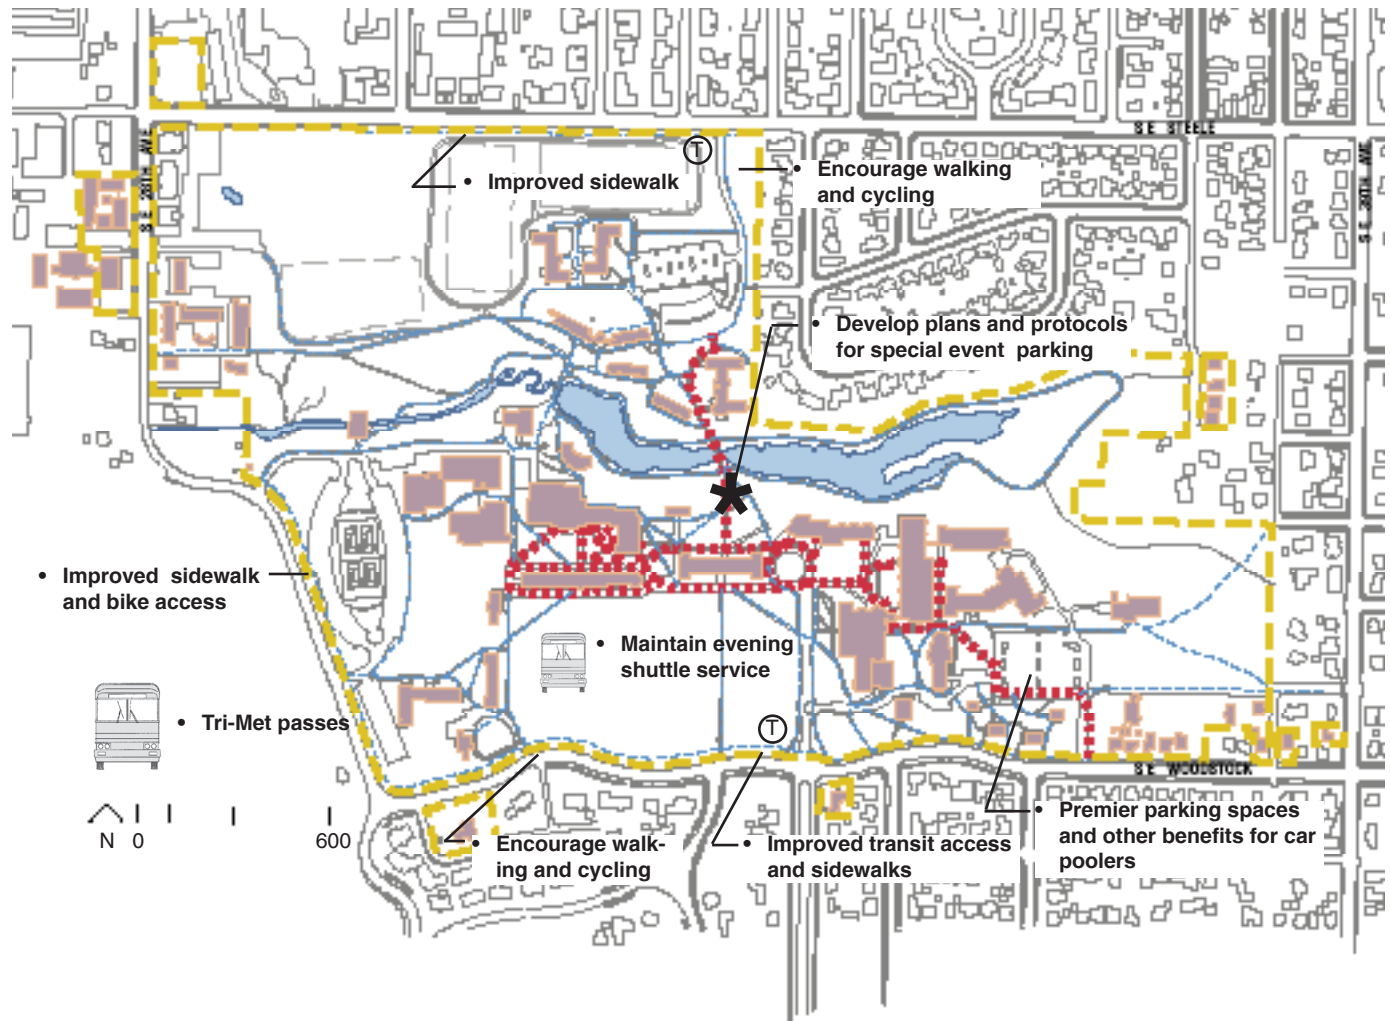 S E STEELE
S E 28TH AVE
S E 39TH AVE
T
• Improved sidewalk
• Encourage walking
and cycling
• Develop plans and protocols
for special event parking
• Improved sidewalk
and bike access
• Maintain evening
shuttle service
• Tri-Met passes
T
S E WOODSTOCK
N 0 600
• Encourage walk-
ing and cycling
• Improved transit access
and sidewalks
• Premier parking spaces
and other benefits for car
poolers